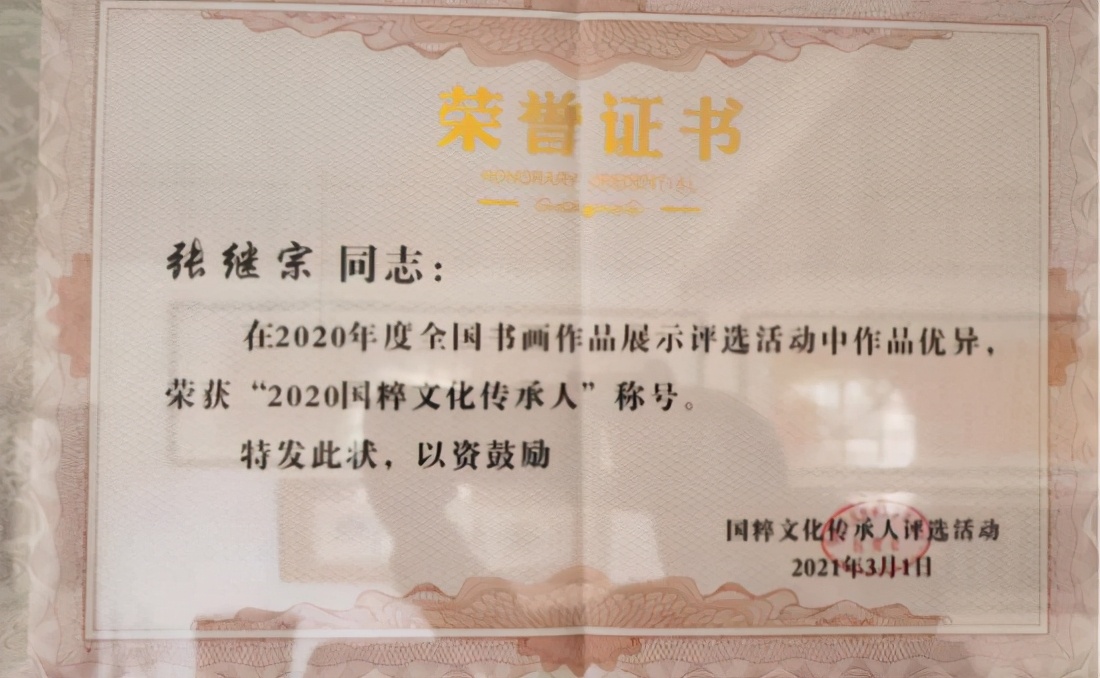 荣誉证书
HONORARY CREDENTIAL
张继宗 同志：
在2020年度全国书画作品展示评选活动中作品优异，
荣获“2020国粹文化传承人”称号。
特发此状，以资鼓励
国粹文化传承人评选活动
2021年3月1日